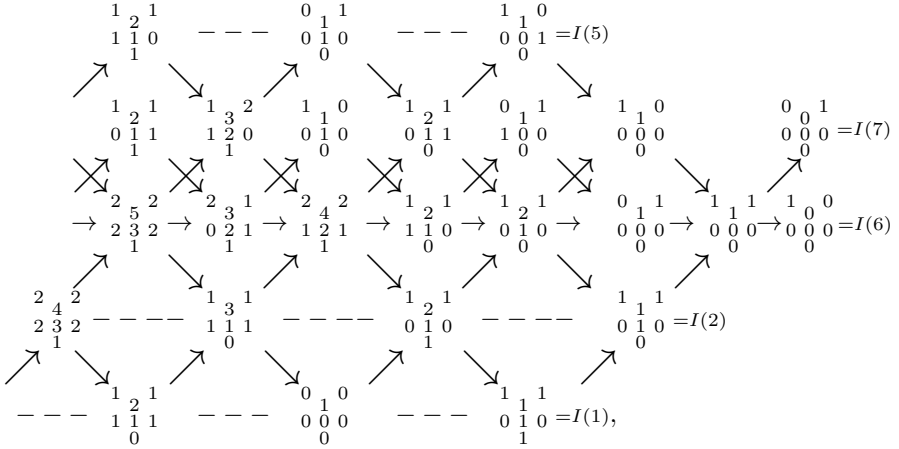 1 1 0 1 1 0
2 1 1
1 1 0 − − − 0 1 0 − − − 0 0 1 =I(5)
1 0 0
1 1 1 2 1 0 1 1 0 1 1 0 0 1
2 3 1 2 1 1 0
0 1 1 1 2 0 0 1 0 0 1 1 1 0 0 0 0 0 0 0 0 =I(7)
1 1 0 0 0 0 0
2 2 2 1 2 2 1 1 1 1 0 1 1 1 1 0
5 3 4 2 2 1 1 0
→ 2 3 2 → 0 2 1 → 1 2 1 → 1 1 0 → 0 1 0 0 0 0 → 0 0 0 → 0 0 0 =I(6)
1 1 1 0 0 0 0 0
2 2 1 1 1 1 1 1
4 3 2 1
2 3 2 − − − − 1 1 1 − − − − 0 1 0 − − − − 0 1 0 =I(2)
1 0 1 0
1 1 0 0 1 1
2 1 1
− − − 1 1 1 − − − 0 0 0 − − − 0 1 0 =I(1),
0 0 1